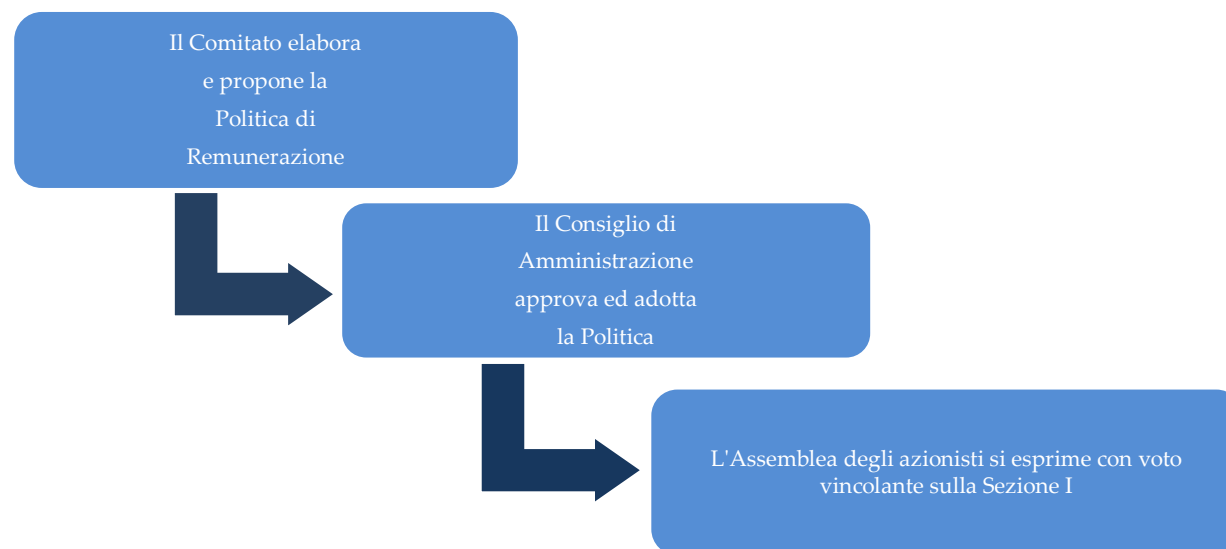 Il Comitato elabora
e propone la
Politica di
Remunerazione
Il Consiglio di
Amministrazione
approva ed adotta
la Politica
L'Assemblea degli azionisti si esprime con voto
vincolante sulla Sezione I